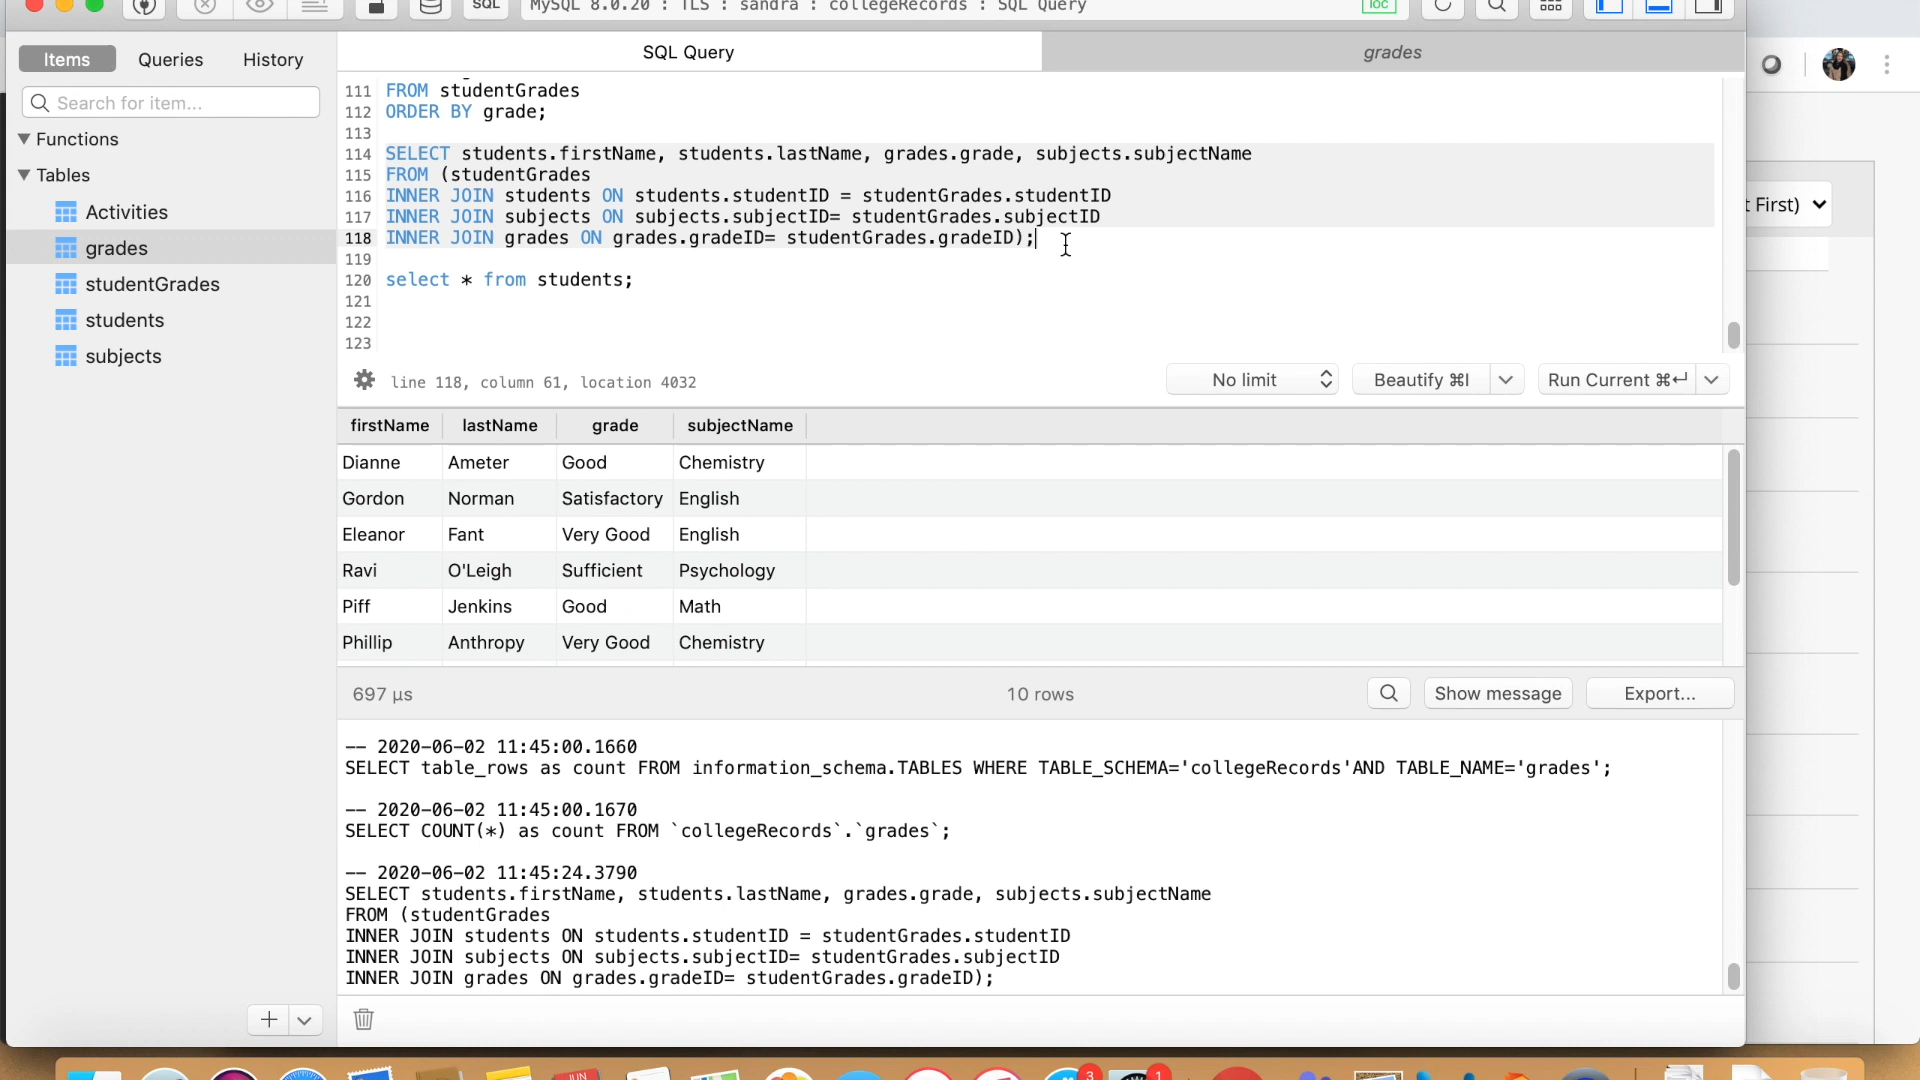 SQL
MySQL 8.0.20 : TLS : sandra : collegeRecords : SQL Query
loc
Items
Queries
History
SQL Query
grades
Search for item...
Functions
Tables
Activities
grades
studentGrades
students
subjects
111 FROM studentGrades
112 ORDER BY grade;
113
114 SELECT students.firstName, students.lastName, grades.grade, subjects.subjectName
115 FROM (studentGrades
116 INNER JOIN students ON students.studentID = studentGrades.studentID
117 INNER JOIN subjects ON subjects.subjectID= studentGrades.subjectID
118 INNER JOIN grades ON grades.gradeID= studentGrades.gradeID);
119
120 select * from students;
121
122
123
t First)
line 118, column 61, location 4032
No limit
Beautify ⌘I
Run Current ⌘↵
firstName lastName grade subjectName
Dianne Ameter Good Chemistry
Gordon Norman Satisfactory English
Eleanor Fant Very Good English
Ravi O'Leigh Sufficient Psychology
Piff Jenkins Good Math
Phillip Anthropy Very Good Chemistry
697 µs
10 rows
Show message
Export...
-- 2020-06-02 11:45:00.1660
SELECT table_rows as count FROM information_schema.TABLES WHERE TABLE_SCHEMA='collegeRecords'AND TABLE_NAME='grades';
-- 2020-06-02 11:45:00.1670
SELECT COUNT(*) as count FROM `collegeRecords`.`grades`;
-- 2020-06-02 11:45:24.3790
SELECT students.firstName, students.lastName, grades.grade, subjects.subjectName
FROM (studentGrades
INNER JOIN students ON students.studentID = studentGrades.studentID
INNER JOIN subjects ON subjects.subjectID= studentGrades.subjectID
INNER JOIN grades ON grades.gradeID= studentGrades.gradeID);
JUN
3
1